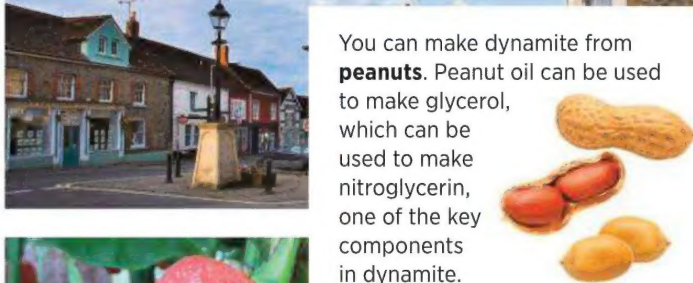 You can make dynamite from
peanuts. Peanut oil can be used
to make glycerol,
which can be
used to make
nitroglycerin,
one of the key
components
in dynamite.